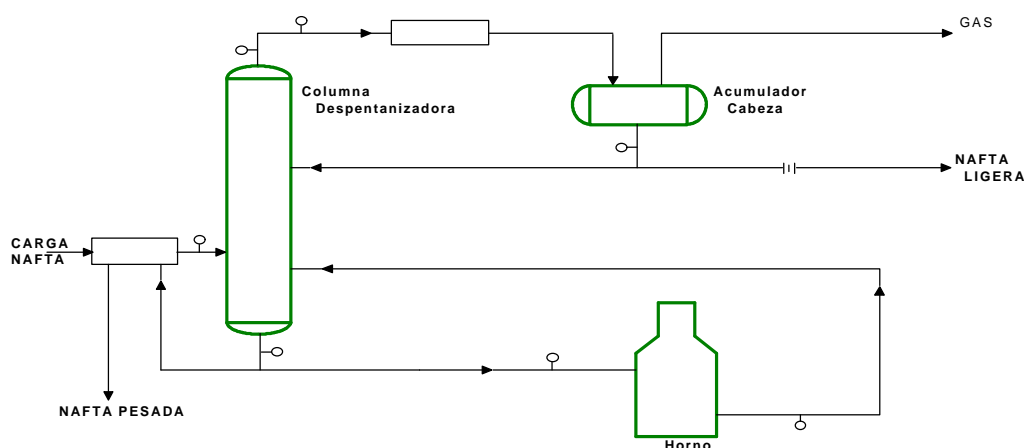 GAS
Columna
Despentanizadora
Acumulador
Cabeza
NAFTA
LIGERA
CARGA
NAFTA
NAFTA PESADA
Horno